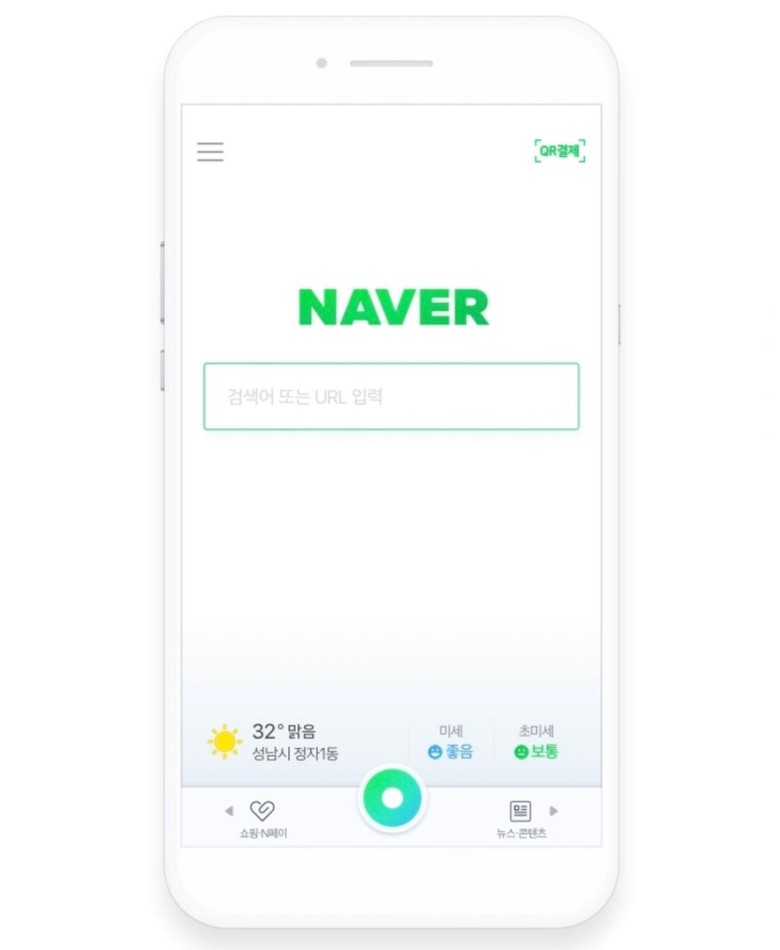 QR결제
NAVER
검색어 또는 URL 입력
32° 맑음
성남시 정자1동
미세
좋음
초미세
보통
쇼핑·N페이
뉴스·콘텐츠